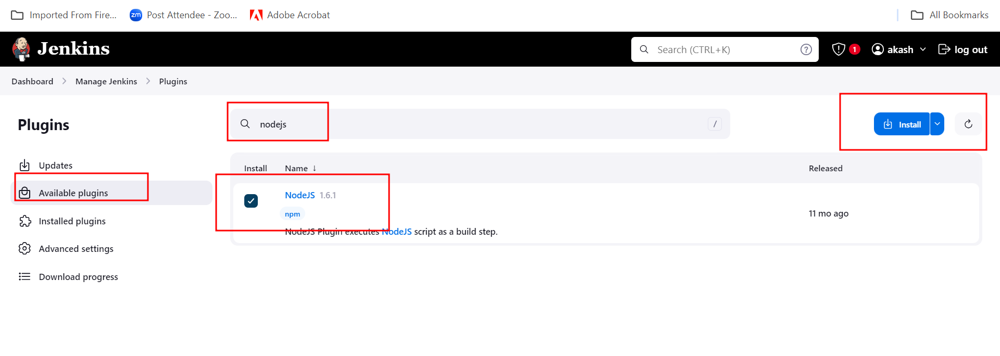 Imported From Fire...
zm Post Attendee - Zoo...
Adobe Acrobat
All Bookmarks
Jenkins
Search (CTRL+K)
?
1
akash
log out
Dashboard > Manage Jenkins > Plugins
Plugins
Updates
Available plugins
Installed plugins
Advanced settings
Download progress
nodejs
/
Install
Install Name ↓ Released
NodeJS 1.6.1
npm
NodeJS Plugin executes NodeJS script as a build step.
11 mo ago